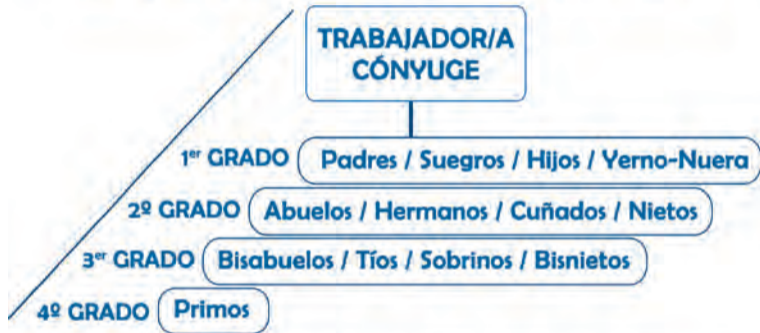 TRABAJADOR/A
CÓNYUGE
1er GRADO Padres / Suegros / Hijos / Yerno-Nuera
2º GRADO Abuelos / Hermanos / Cuñados / Nietos
3er GRADO Bisabuelos / Tíos / Sobrinos / Bisnietos
4º GRADO Primos